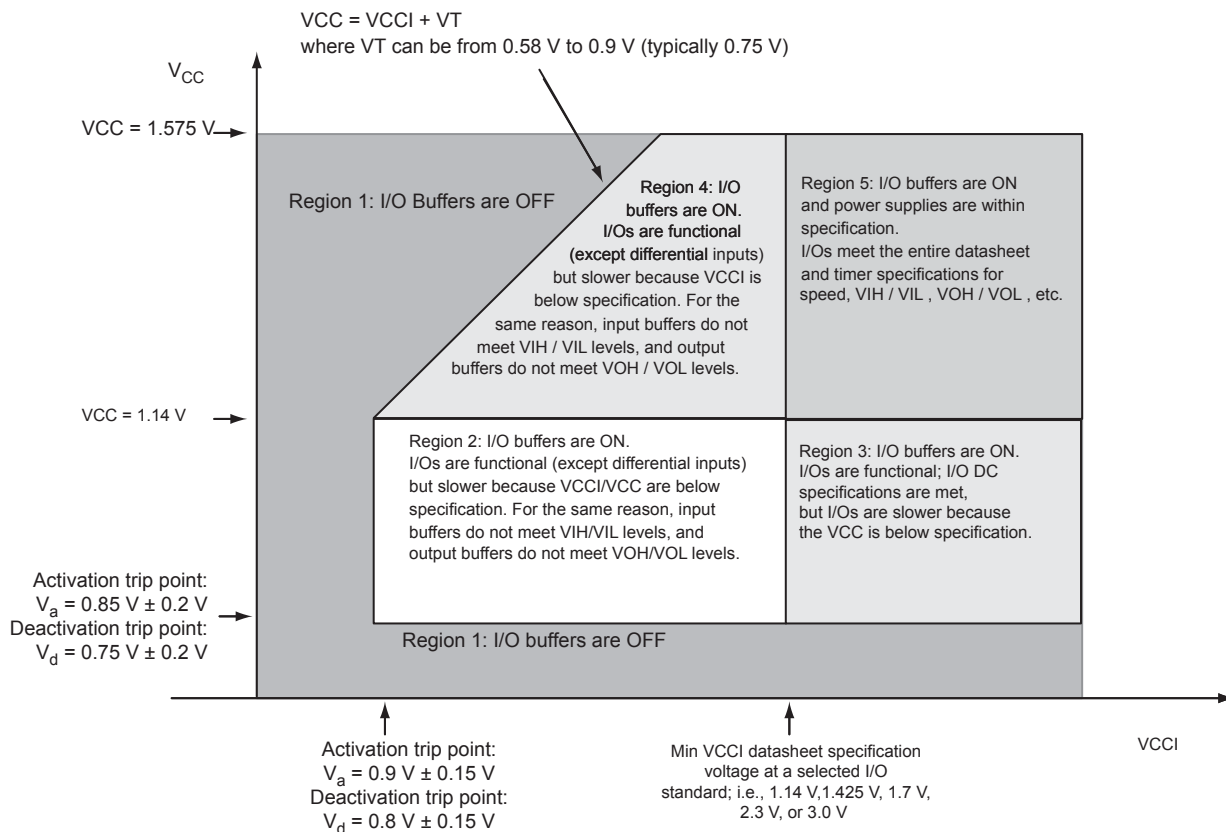 VCC = VCCI + VT
where VT can be from 0.58 V to 0.9 V (typically 0.75 V)
VCC
VCC = 1.575 V
Region 1: I/O Buffers are OFF
Region 4: I/O
buffers are ON.
I/Os are functional
(except differential inputs)
but slower because VCCI is
below specification. For the
same reason, input buffers do not
meet VIH / VIL levels, and output
buffers do not meet VOH / VOL levels.
Region 5: I/O buffers are ON
and power supplies are within
specification.
I/Os meet the entire datasheet
and timer specifications for
speed, VIH / VIL , VOH / VOL , etc.
VCC = 1.14 V
Region 2: I/O buffers are ON.
I/Os are functional (except differential inputs)
but slower because VCCI/VCC are below
specification. For the same reason, input
buffers do not meet VIH/VIL levels, and
output buffers do not meet VOH/VOL levels.
Region 3: I/O buffers are ON.
I/Os are functional; I/O DC
specifications are met,
but I/Os are slower because
the VCC is below specification.
Activation trip point:
Va = 0.85 V ± 0.2 V
Deactivation trip point:
Vd = 0.75 V ± 0.2 V
Region 1: I/O buffers are OFF
Activation trip point:
Va = 0.9 V ± 0.15 V
Deactivation trip point:
Vd = 0.8 V ± 0.15 V
Min VCCI datasheet specification
voltage at a selected I/O
standard; i.e., 1.14 V,1.425 V, 1.7 V,
2.3 V, or 3.0 V
VCCI